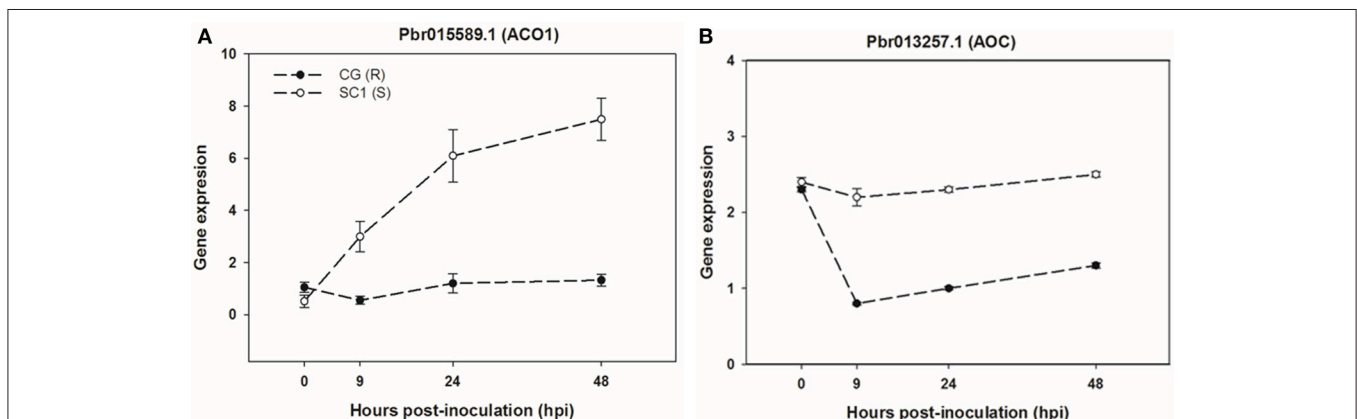 A
Pbr015589.1 (ACO1)
10
8
6
4
2
0
Gene expresion
CG (R)
SC1 (S)
0 9 24 48
Hours post-inoculation (hpi)
B
Pbr013257.1 (AOC)
4
3
2
1
0
Gene expression
0 9 24 48
Hours post-inoculation (hpi)